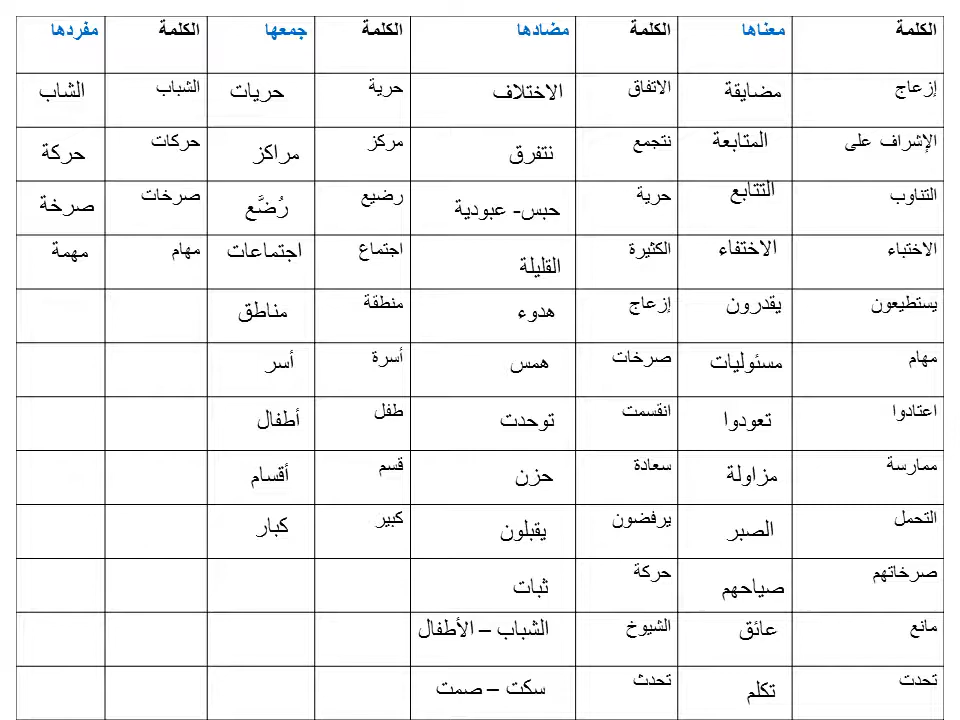 الكلمة معناها الكلمة مضادها الكلمة جمعها الكلمة مفردها
إزعاج مضايقة الاتفاق الاختلاف حرية حريات الشباب الشاب
الإشراف على المتابعة نتجمع نتفرق مركز مراكز حركات حركة
التناوب التتابع حرية حبس- عبودية رضيع رُضَّع صرخات صرخة
الاختباء الاختفاء الكثيرة القليلة اجتماع اجتماعات مهام مهمة
يستطيعون يقدرون إزعاج هدوء منطقة مناطق
مهام مسئوليات صرخات همس أسرة أسر
اعتادوا تعودوا انقسمت توحدت طفل أطفال
ممارسة مزاولة سعادة حزن قسم أقسام
التحمل الصبر يرفضون يقبلون كبير كبار
صرخاتهم صياحهم حركة ثبات
مانع عائق الشيوخ الشباب – الأطفال
تحدت تكلم تحدث سكت – صمت